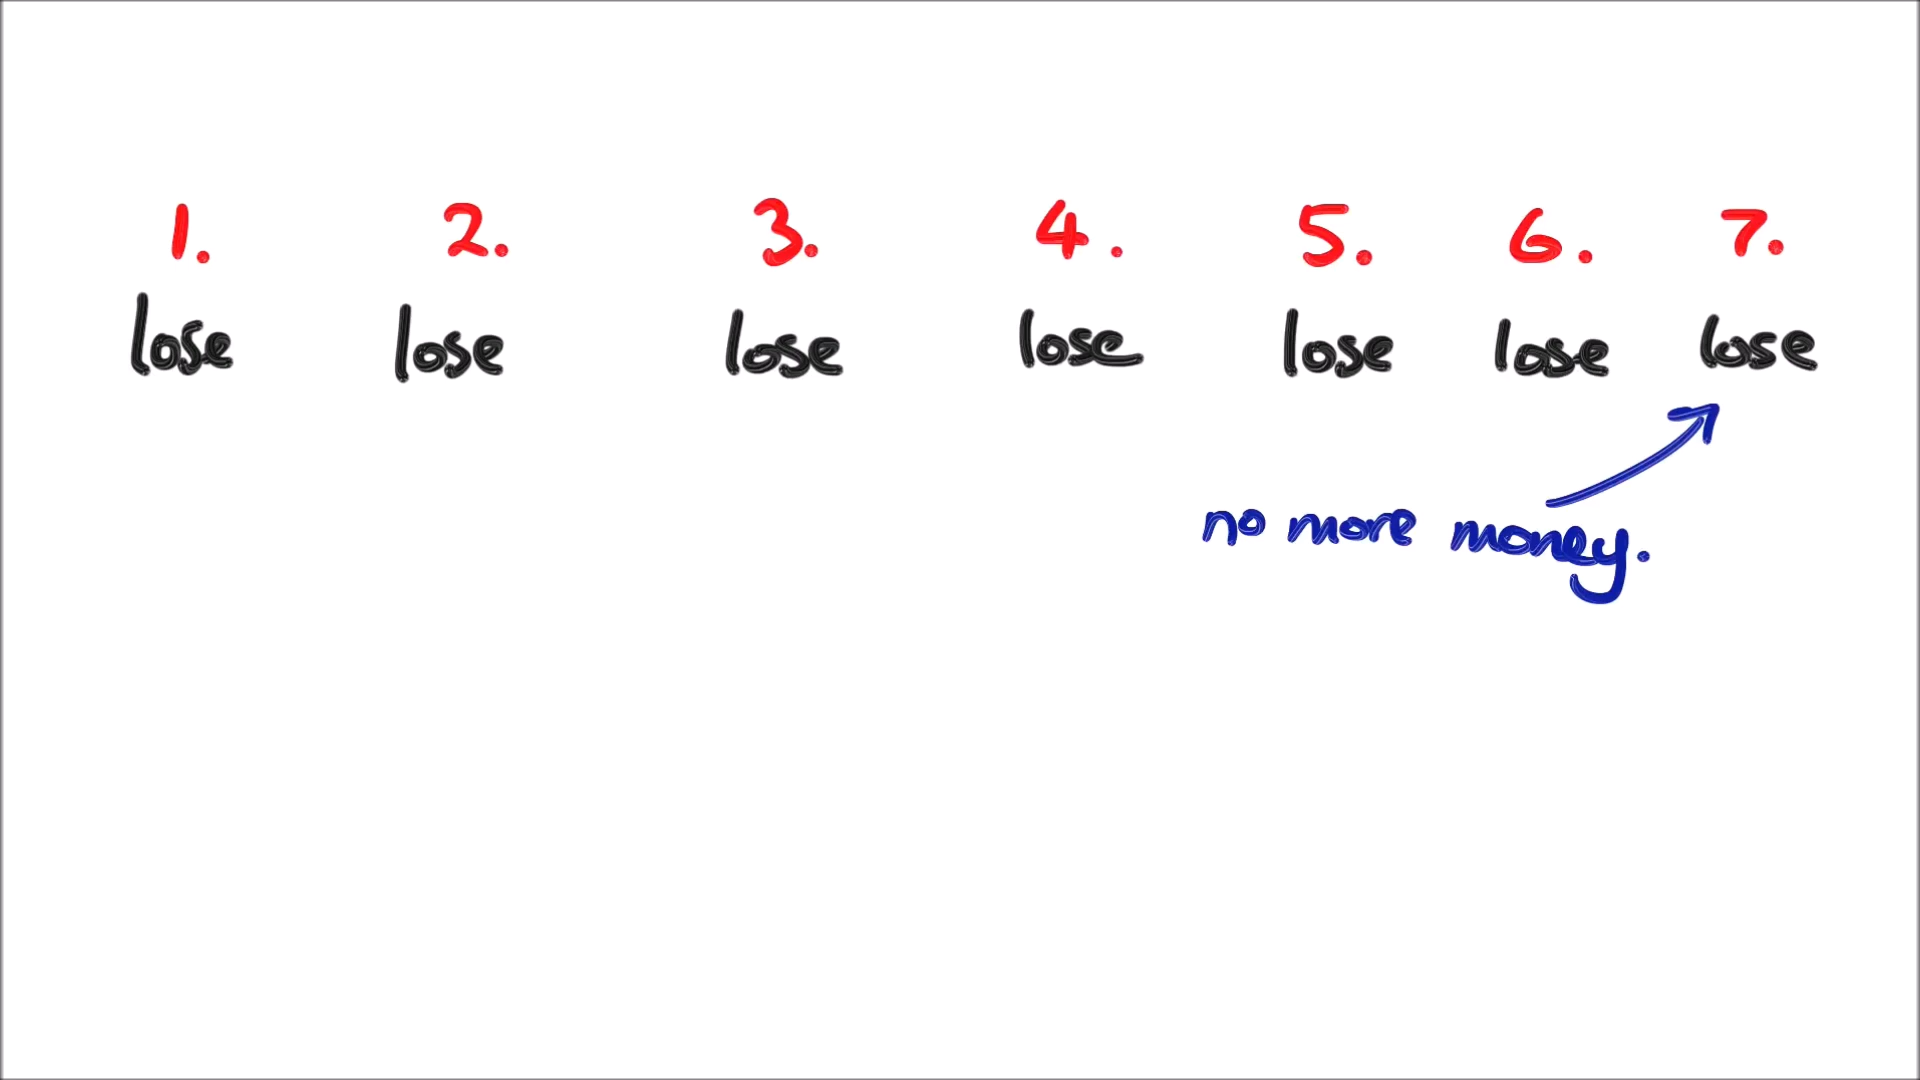 1. 2. 3. 4. 5. 6. 7.
lose lose lose lose lose lose lose
no more money.